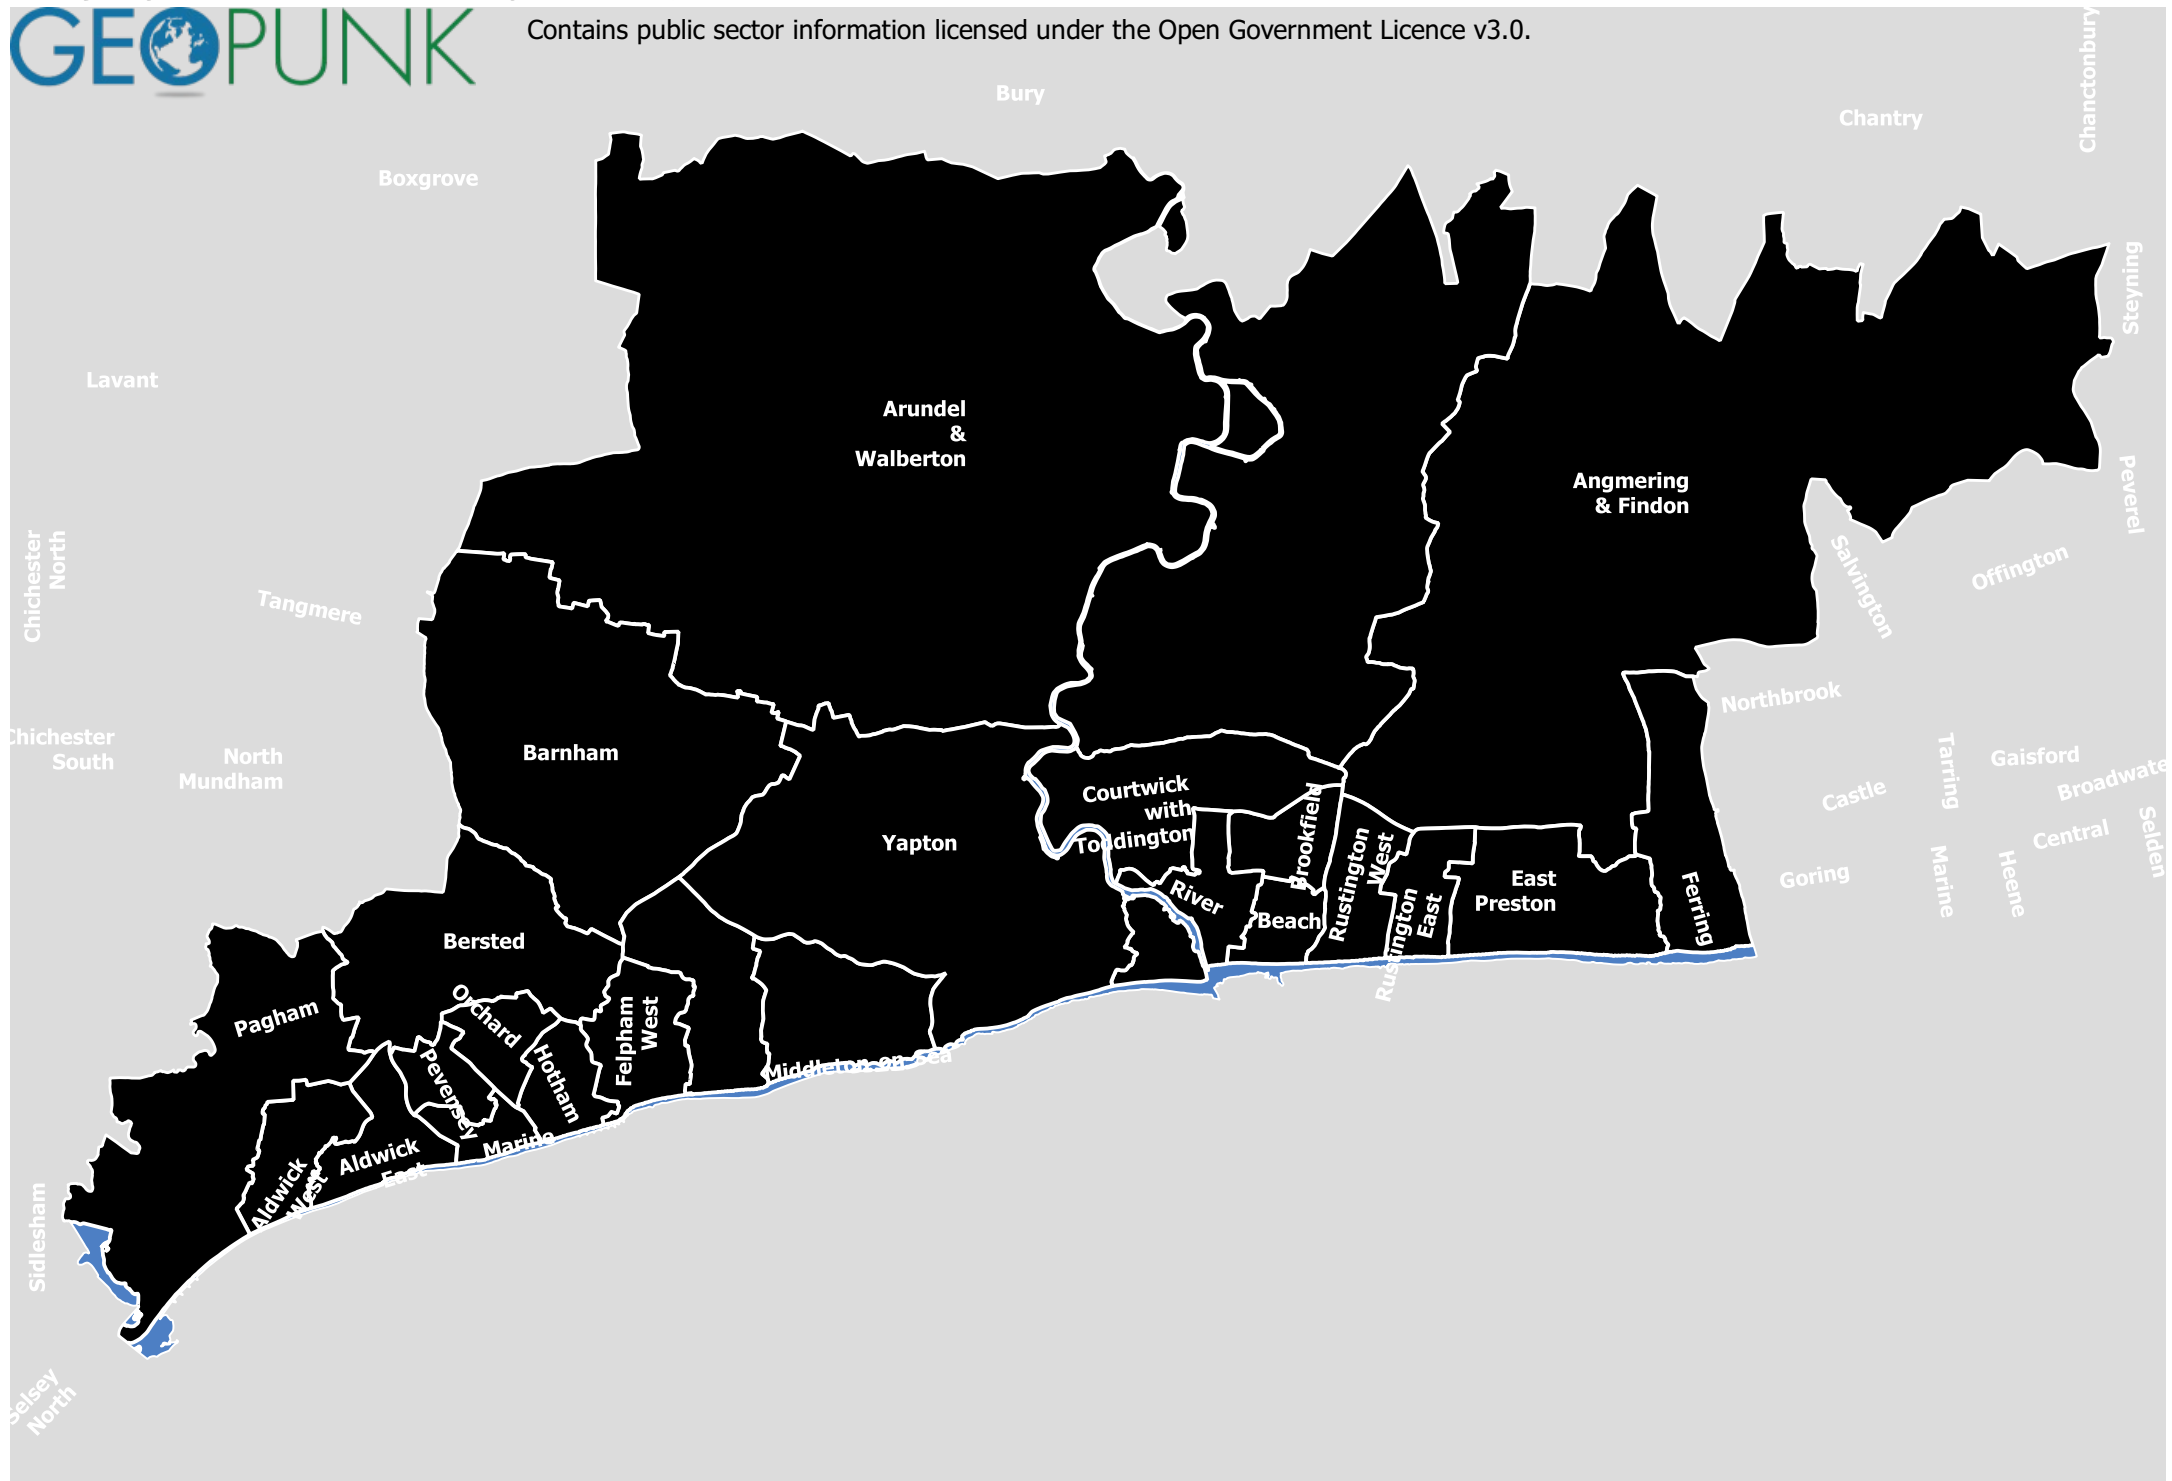 GEOPUNK
Contains public sector information licensed under the Open Government Licence v3.0.
Bury
Chantry
Chanctonbury
Boxgrove
Steyning
Lavant
Arundel
&
Walberton
Angmering
& Findon
Peverel
Chichester
North
Tangmere
Salvington
Offington
Chichester
South
North
Mundham
Barnham
Northbrook
Tarring
Gaisford
Broadwate
Castle
Central
Selden
Courtwick
with
Toddington
Brookfield
Yapton
Rustington
West
River
Beach
Rustington
East
East
Preston
Ferring
Goring
Marine
Heene
Bersted
Pagham
Orchard
Felpham
West
Hotham
Pevensey
Middleton-on-Sea
Marine
Aldwick
East
Aldwick
West
Sidlesham
Selsey
North